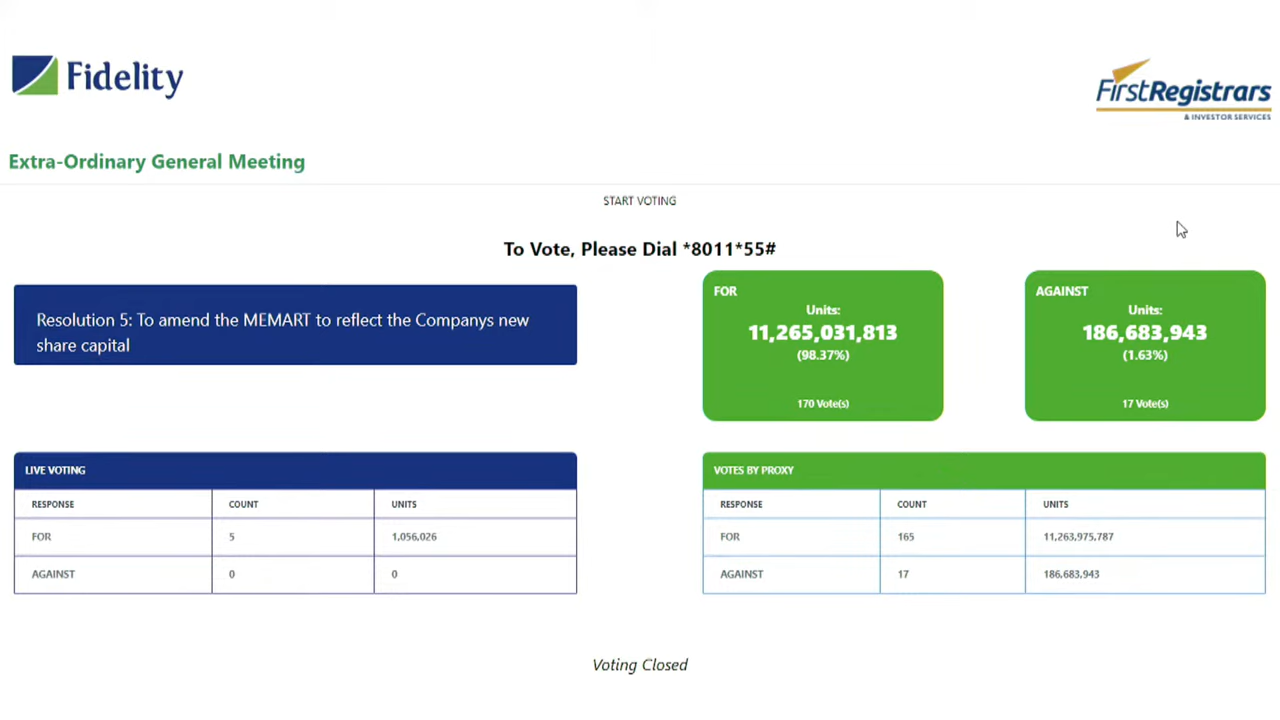 Fidelity
FirstRegistrars
& INVESTOR SERVICES
Extra-Ordinary General Meeting
START VOTING
To Vote, Please Dial *8011*55#
Resolution 5: To amend the MEMART to reflect the Companys new
share capital
FOR
Units:
11,265,031,813
(98.37%)
170 Vote(s)
AGAINST
Units:
186,683,943
(1.63%)
17 Vote(s)
LIVE VOTING
RESPONSE COUNT UNITS
FOR 5 1,056,026
AGAINST 0 0
VOTES BY PROXY
RESPONSE COUNT UNITS
FOR 165 11,263,975,787
AGAINST 17 186,683,943
Voting Closed